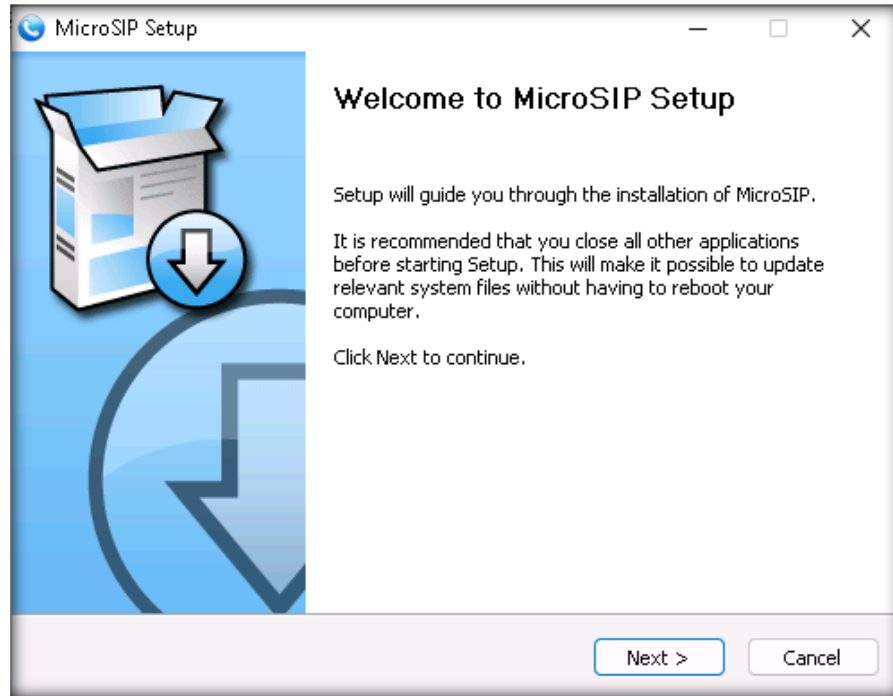 MicroSIP Setup
Welcome to MicroSIP Setup
Setup will guide you through the installation of MicroSIP.
It is recommended that you close all other applications
before starting Setup. This will make it possible to update
relevant system files without having to reboot your
computer.
Click Next to continue.
Next >
Cancel